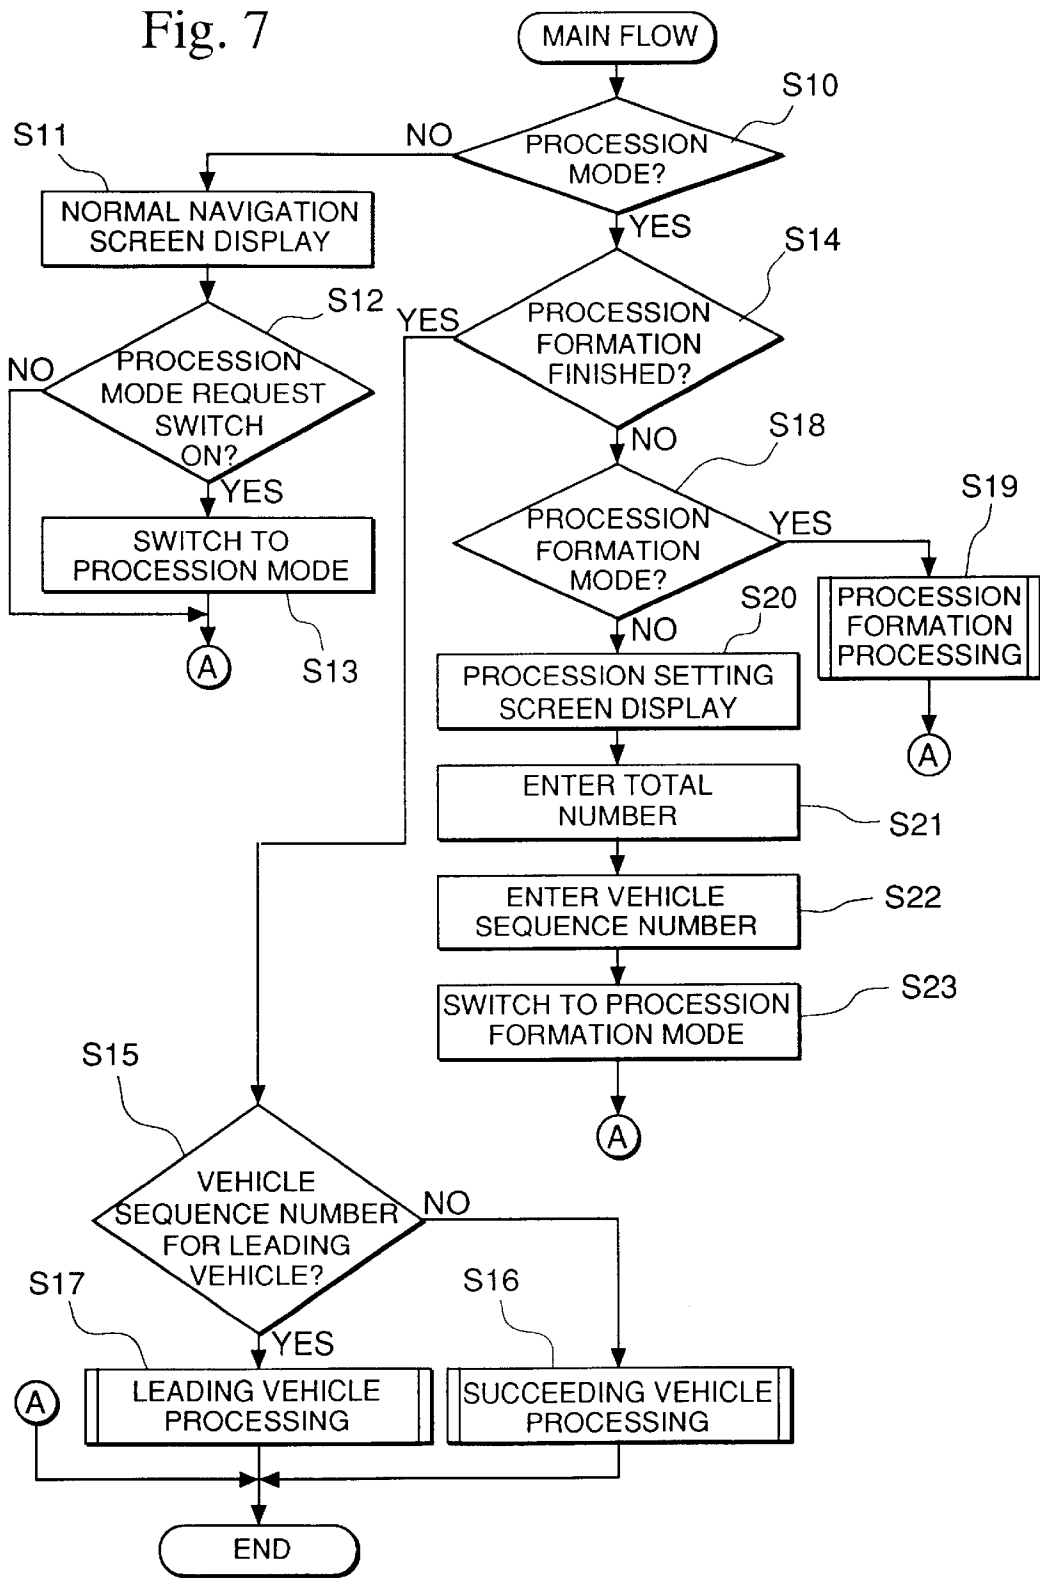 Fig. 7
MAIN FLOW
S10
PROCESSION
MODE?
NO
YES
S11
NORMAL NAVIGATION
SCREEN DISPLAY
S12
PROCESSION
MODE REQUEST
SWITCH
ON?
NO
YES
SWITCH TO
PROCESSION MODE
S13
A
S14
PROCESSION
FORMATION
FINISHED?
YES
NO
S18
PROCESSION
FORMATION
MODE?
YES
NO
S19
PROCESSION
FORMATION
PROCESSING
A
S20
PROCESSION SETTING
SCREEN DISPLAY
ENTER TOTAL
NUMBER
S21
ENTER VEHICLE
SEQUENCE NUMBER
S22
SWITCH TO PROCESSION
FORMATION MODE
S23
A
S15
VEHICLE
SEQUENCE NUMBER
FOR LEADING
VEHICLE?
NO
YES
S17
LEADING VEHICLE
PROCESSING
S16
SUCCEEDING VEHICLE
PROCESSING
A
END